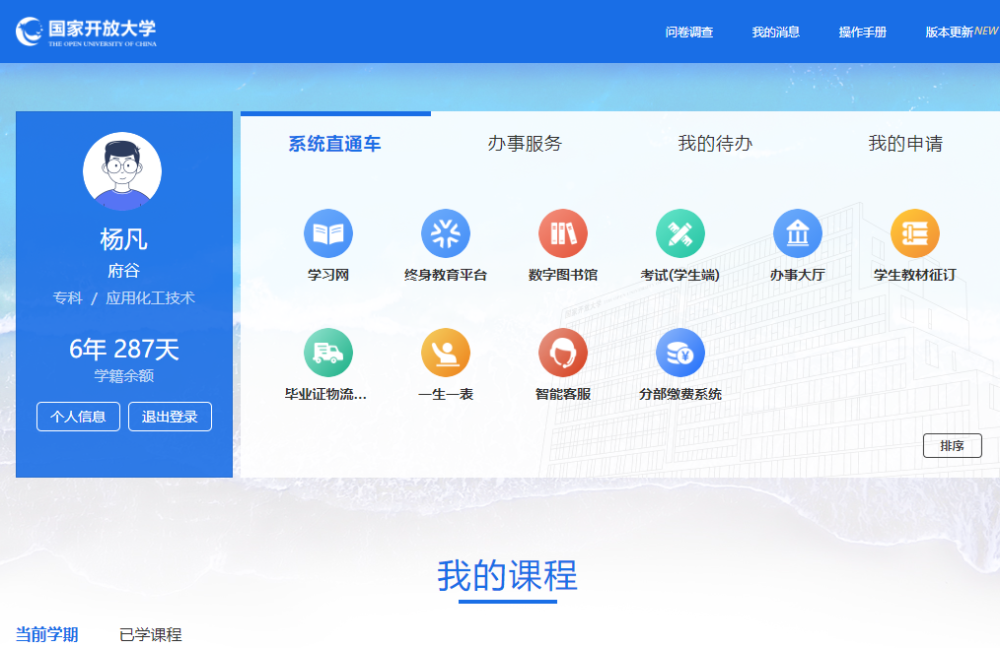 国家开放大学
THE OPEN UNIVERSITY OF CHINA
问卷调查 我的消息 操作手册 版本更新NEW
杨凡
府谷
专科 / 应用化工技术
6年 287天
学籍余额
个人信息 退出登录
系统直通车 办事服务 我的待办 我的申请
学习网 终身教育平台 数字图书馆 考试(学生端) 办事大厅 学生教材征订
毕业证物流... 一生一表 智能客服 分部缴费系统
排序
我的课程
当前学期 已学课程